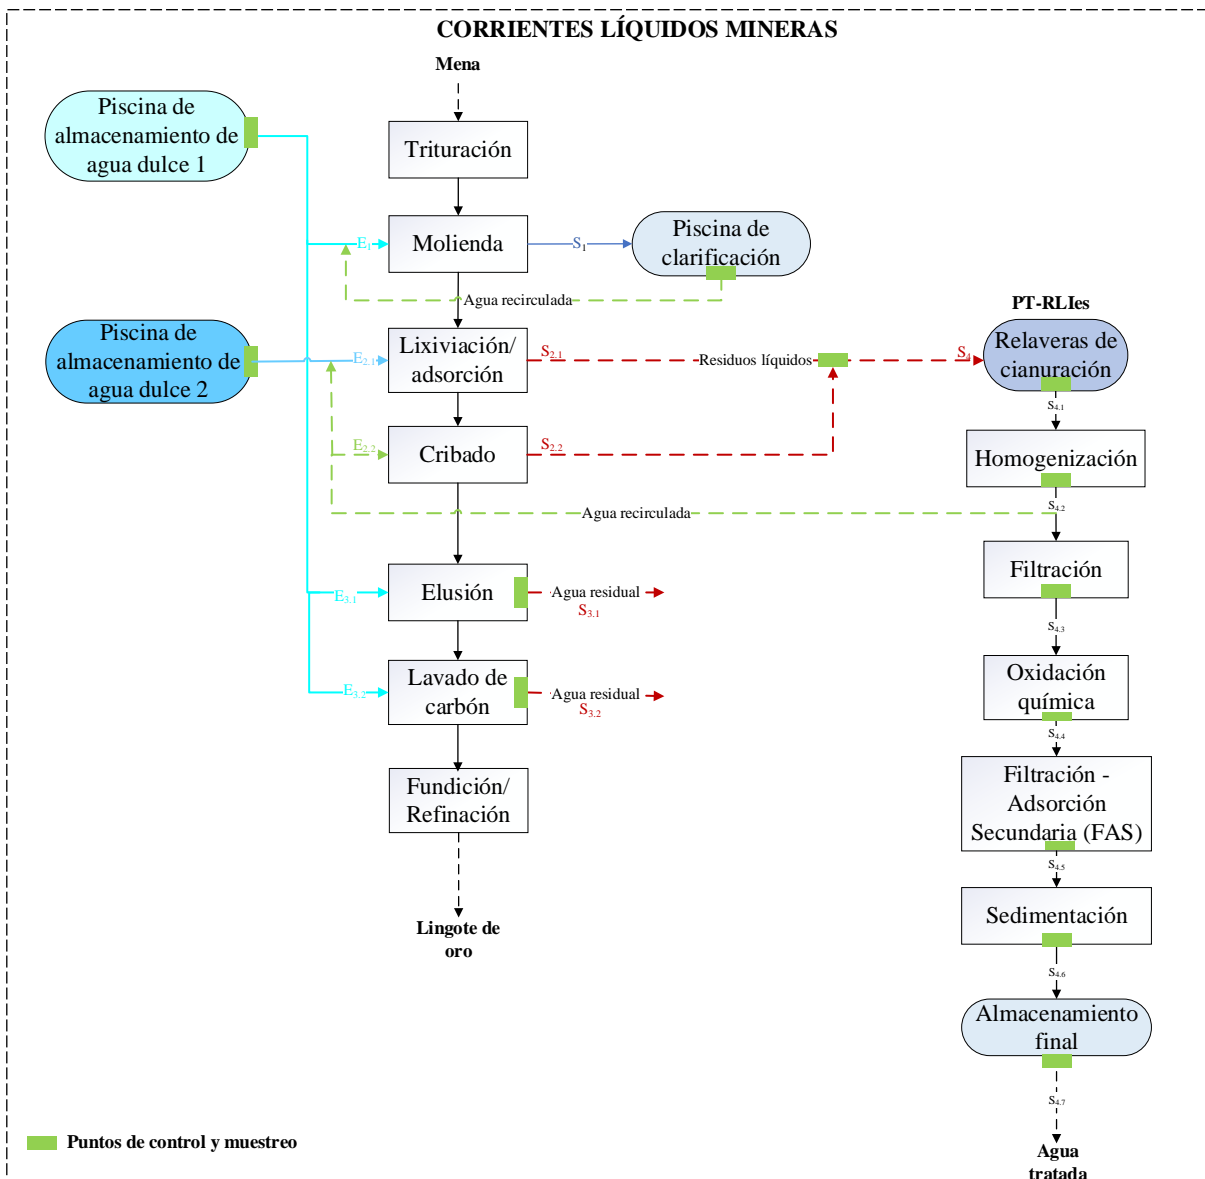 CORRIENTES LÍQUIDOS MINERAS
Mena
Piscina de
almacenamiento de
agua dulce 1
Trituración
E1
Molienda
S1
Piscina de
clarificación
Agua recirculada
PT-RLIes
Piscina de
almacenamiento de
agua dulce 2
E2.1
Lixiviación/
adsorción
S2.1
Residuos líquidos
S4
Relaveras de
cianuración
S4.1
E2.2
Cribado
S2.2
Homogenización
S4.2
Agua recirculada
Filtración
S4.3
E3.1
Elusión
Agua residual
S3.1
E3.2
Lavado de
carbón
Agua residual
S3.2
Oxidación
química
S4.4
Fundición/
Refinación
Filtración -
Adsorción
Secundaria (FAS)
S4.5
Lingote de
oro
Sedimentación
S4.6
Almacenamiento
final
S4.7
Puntos de control y muestreo
Agua
tratada